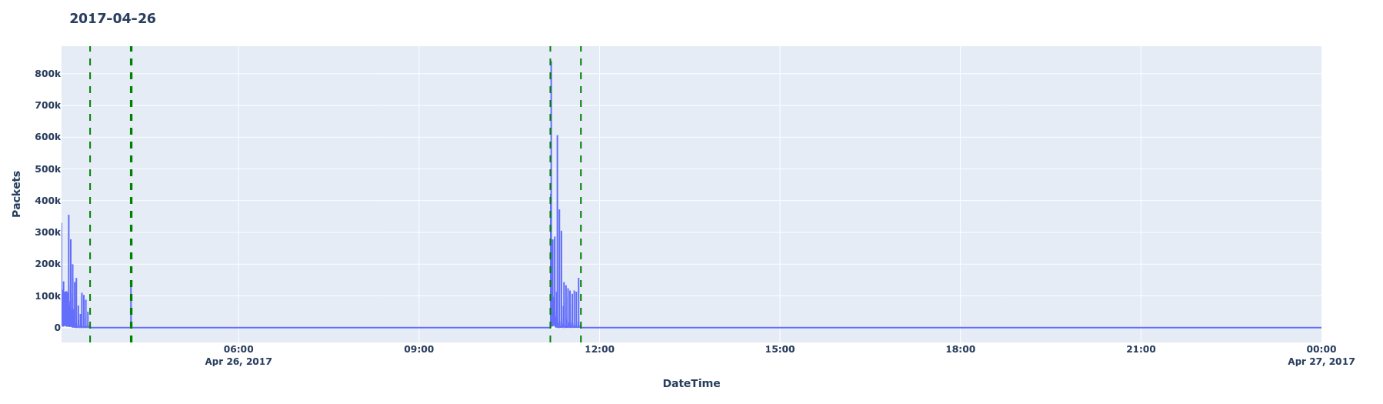 2017-04-26
800k
700k
600k
500k
400k
300k
200k
100k
0
Packets
06:00
Apr 26, 2017
09:00
12:00
15:00
18:00
21:00
00:00
Apr 27, 2017
DateTime